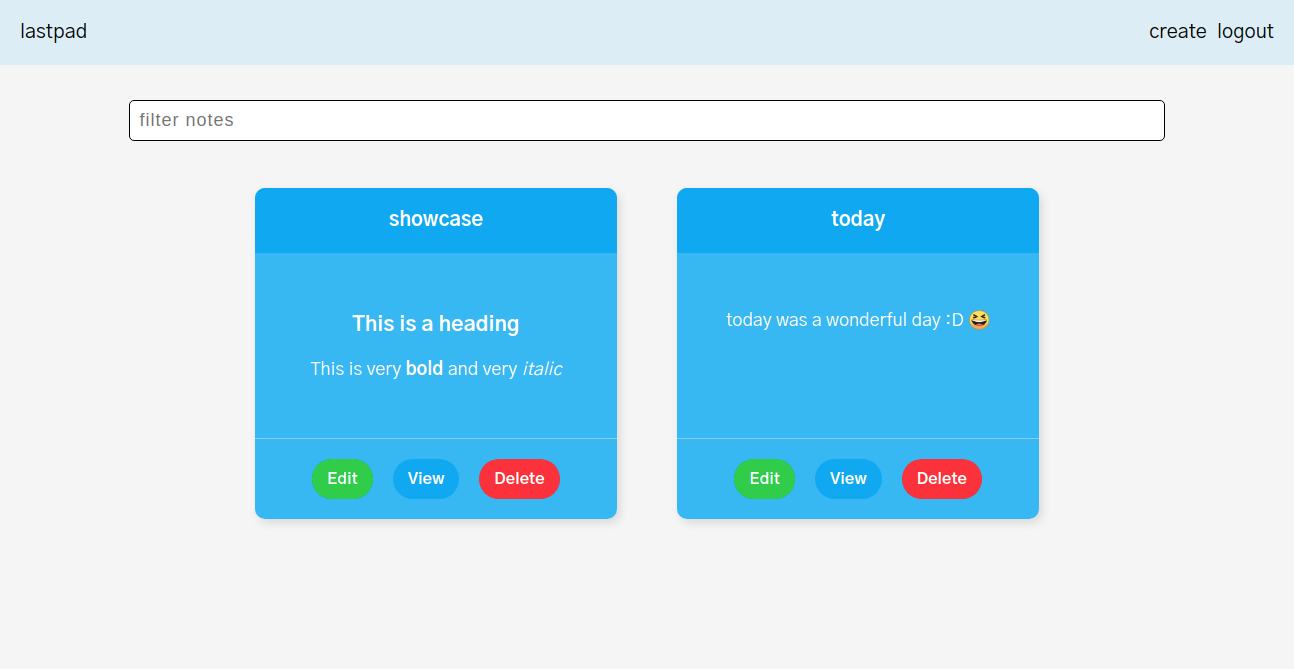 lastpad
create logout
filter notes
showcase
This is a heading
This is very bold and very italic
Edit View Delete
today
today was a wonderful day :D 😆
Edit View Delete